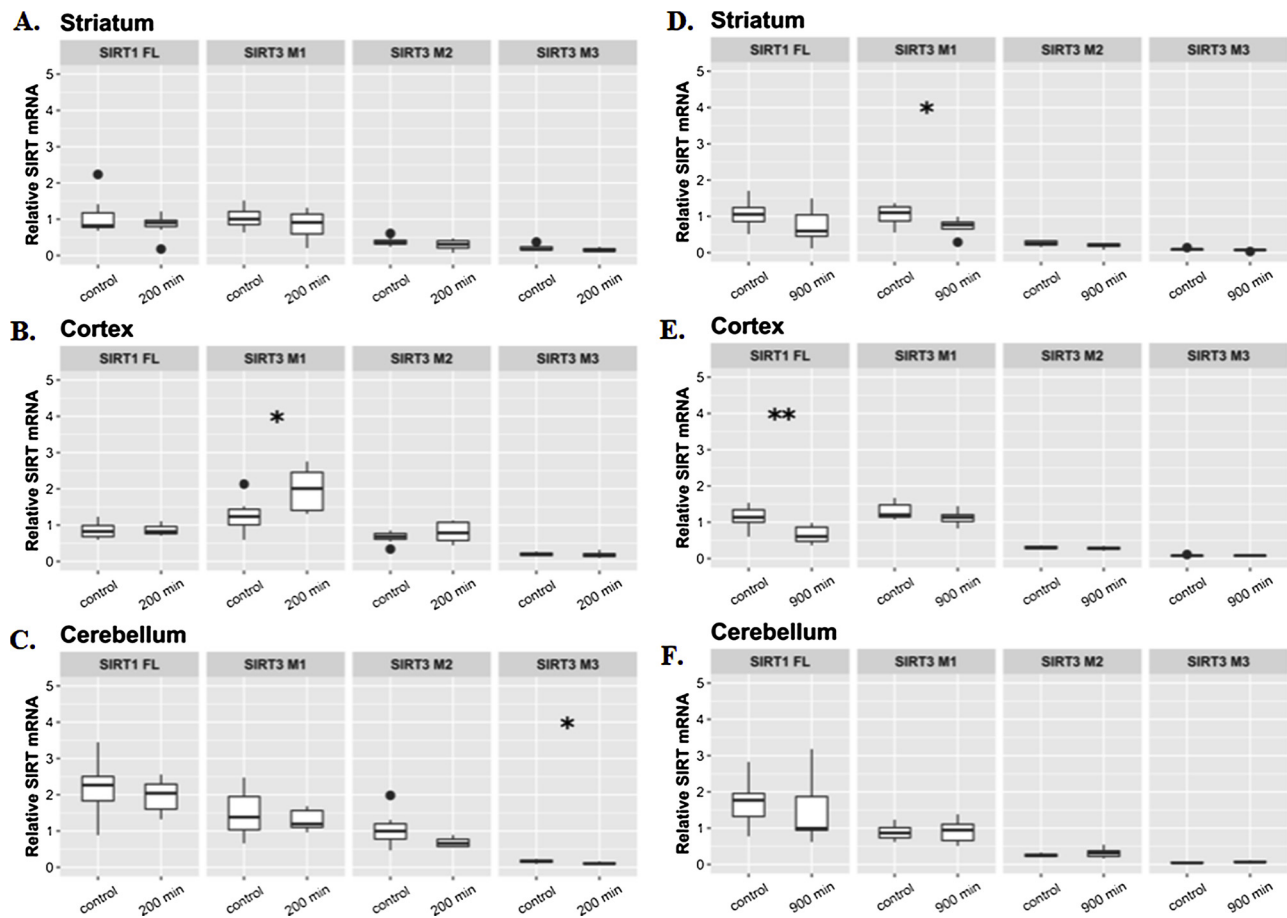 A. Striatum
SIRT1 FL SIRT3 M1 SIRT3 M2 SIRT3 M3
Relative SIRT mRNA
5
4
3
2
1
0
*
control 200 min control 200 min control 200 min control 200 min
B. Cortex
SIRT1 FL SIRT3 M1 SIRT3 M2 SIRT3 M3
Relative SIRT mRNA
5
4
3
2
1
0
*
control 200 min control 200 min control 200 min control 200 min
C. Cerebellum
SIRT1 FL SIRT3 M1 SIRT3 M2 SIRT3 M3
Relative SIRT mRNA
5
4
3
2
1
0
*
control 200 min control 200 min control 200 min control 200 min
D. Striatum
SIRT1 FL SIRT3 M1 SIRT3 M2 SIRT3 M3
Relative SIRT mRNA
5
4
3
2
1
0
*
control 900 min control 900 min control 900 min control 900 min
E. Cortex
SIRT1 FL SIRT3 M1 SIRT3 M2 SIRT3 M3
Relative SIRT mRNA
5
4
3
2
1
0
**
control 900 min control 900 min control 900 min control 900 min
F. Cerebellum
SIRT1 FL SIRT3 M1 SIRT3 M2 SIRT3 M3
Relative SIRT mRNA
5
4
3
2
1
0
control 900 min control 900 min control 900 min control 900 min